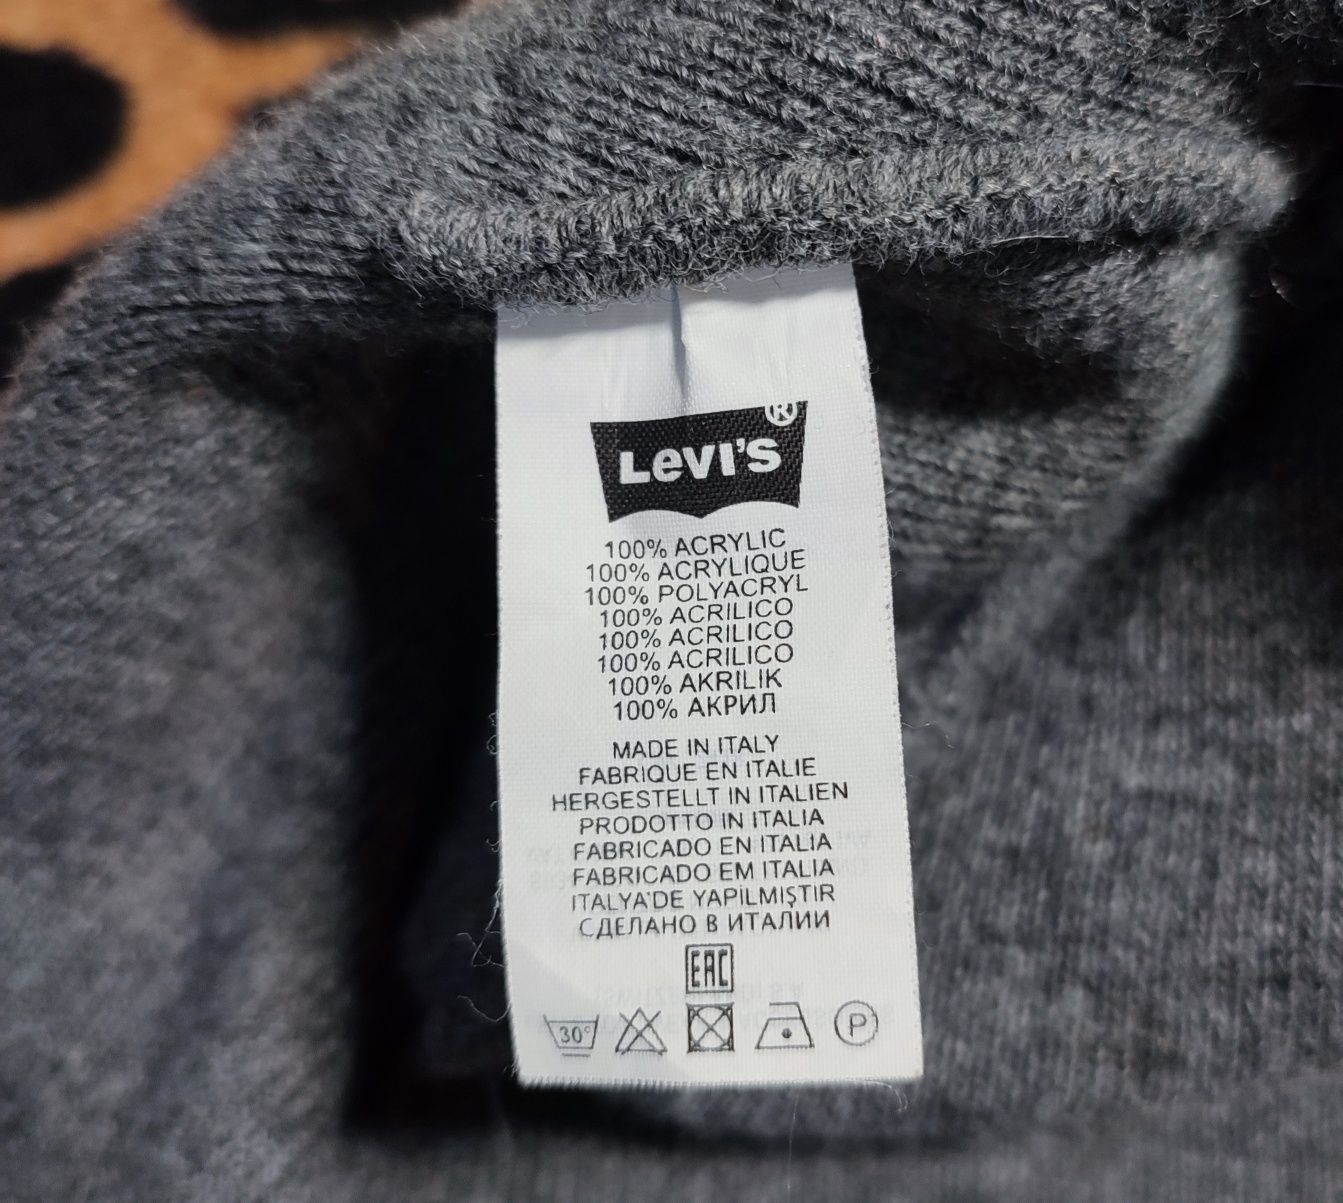 Levi's ®
100% ACRYLIC
100% ACRYLIQUE
100% POLYACRYL
100% ACRILICO
100% ACRILICO
100% ACRILICO
100% AKRILIK
100% АКРИЛ
MADE IN ITALY
FABRIQUE EN ITALIE
HERGESTELLT IN ITALIEN
PRODOTTO IN ITALIA
FABRICADO EN ITALIA
FABRICADO EM ITALIA
ITALYA'DE YAPILMIŞTIR
СДЕЛАНО В ИТАЛИИ
EAC
30° P